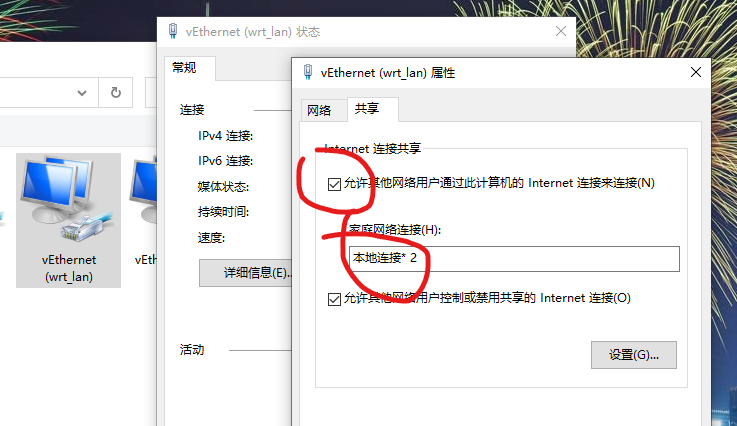 vEthernet (wrt_lan) 状态
常规
连接
IPv4 连接:
IPv6 连接:
媒体状态:
持续时间:
速度:
详细信息(E)...
活动
vEthernet (wrt_lan) 属性
网络
共享
Internet 连接共享
允许其他网络用户通过此计算机的 Internet 连接来连接(N)
家庭网络连接(H):
本地连接* 2
允许其他网络用户控制或禁用共享的 Internet 连接(O)
设置(G)...
vEthernet
(wrt_lan)